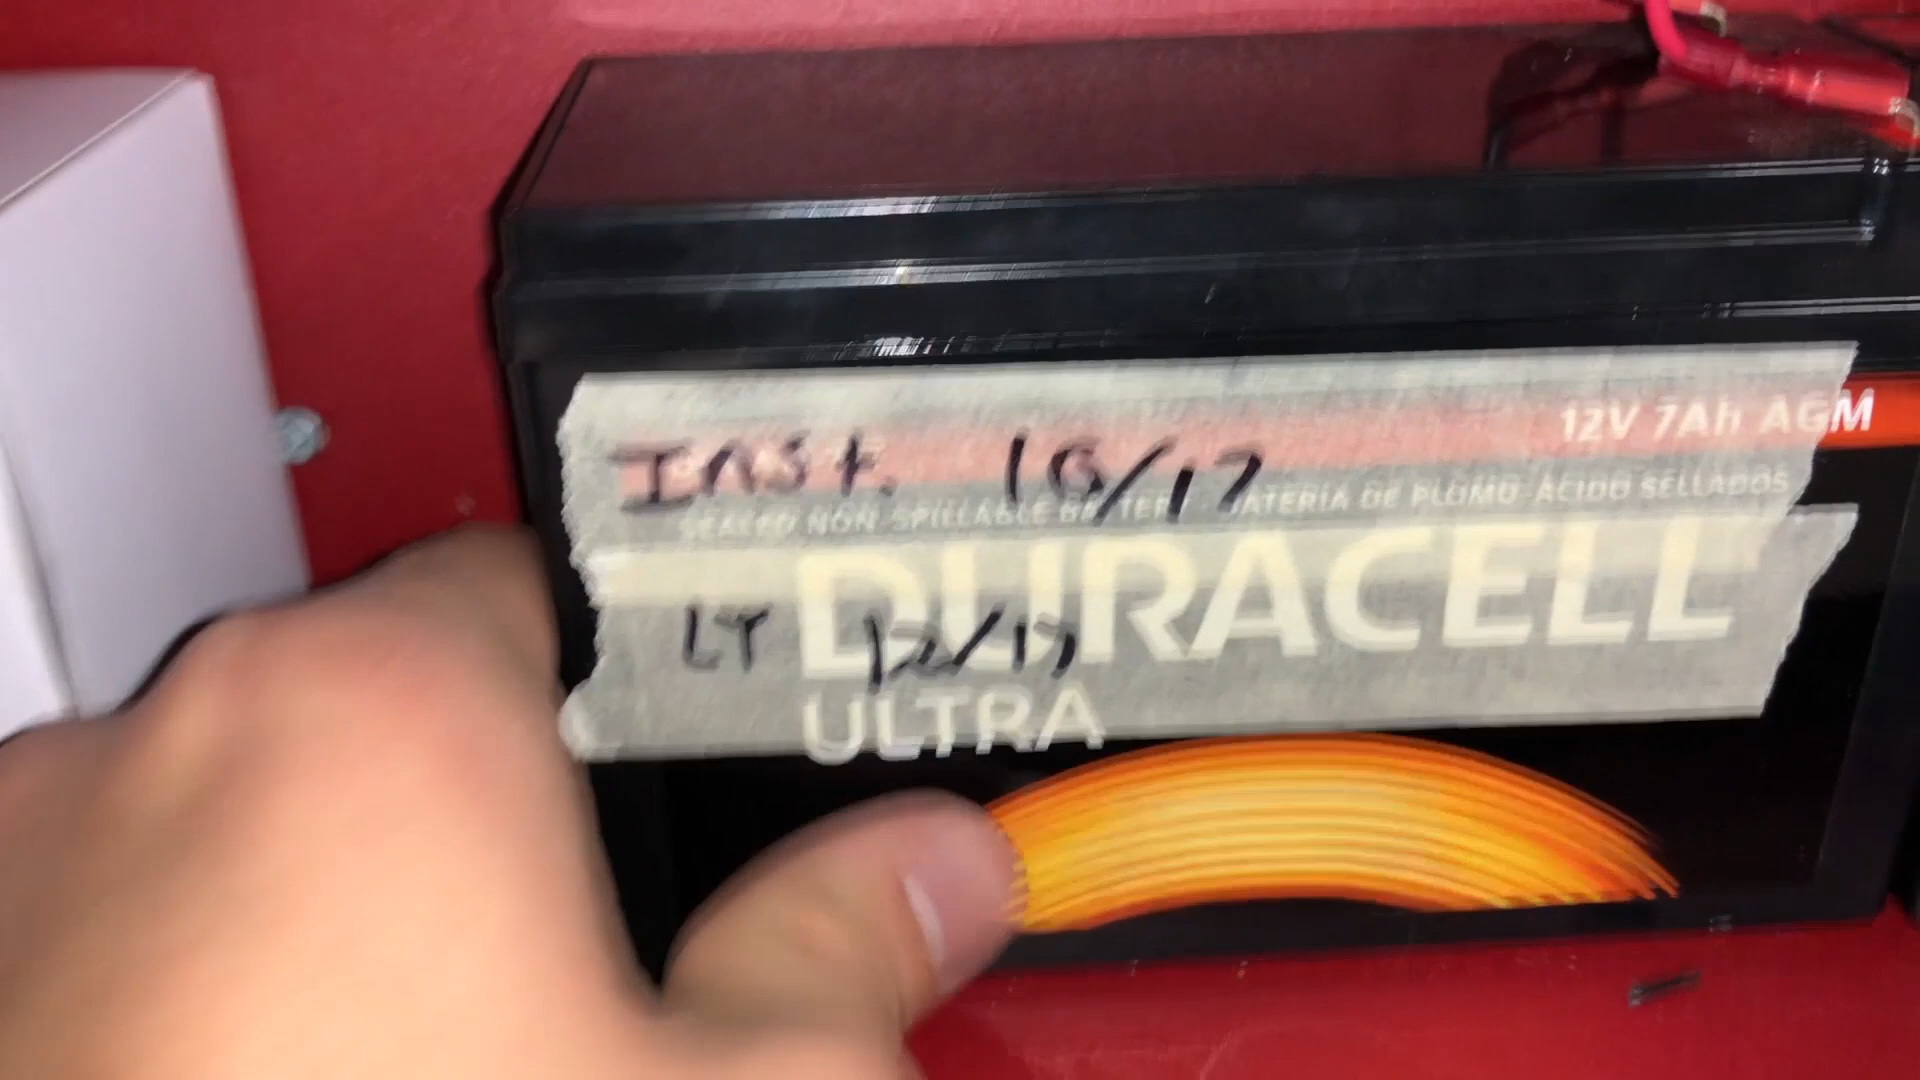 12V 7Ah AGM
Inst. 10/17
SEALED NON-SPILLABLE BATTERY - BATERIA DE PLOMO-ACIDO SELLADOS
DURACELL
LT 12/17
ULTRA